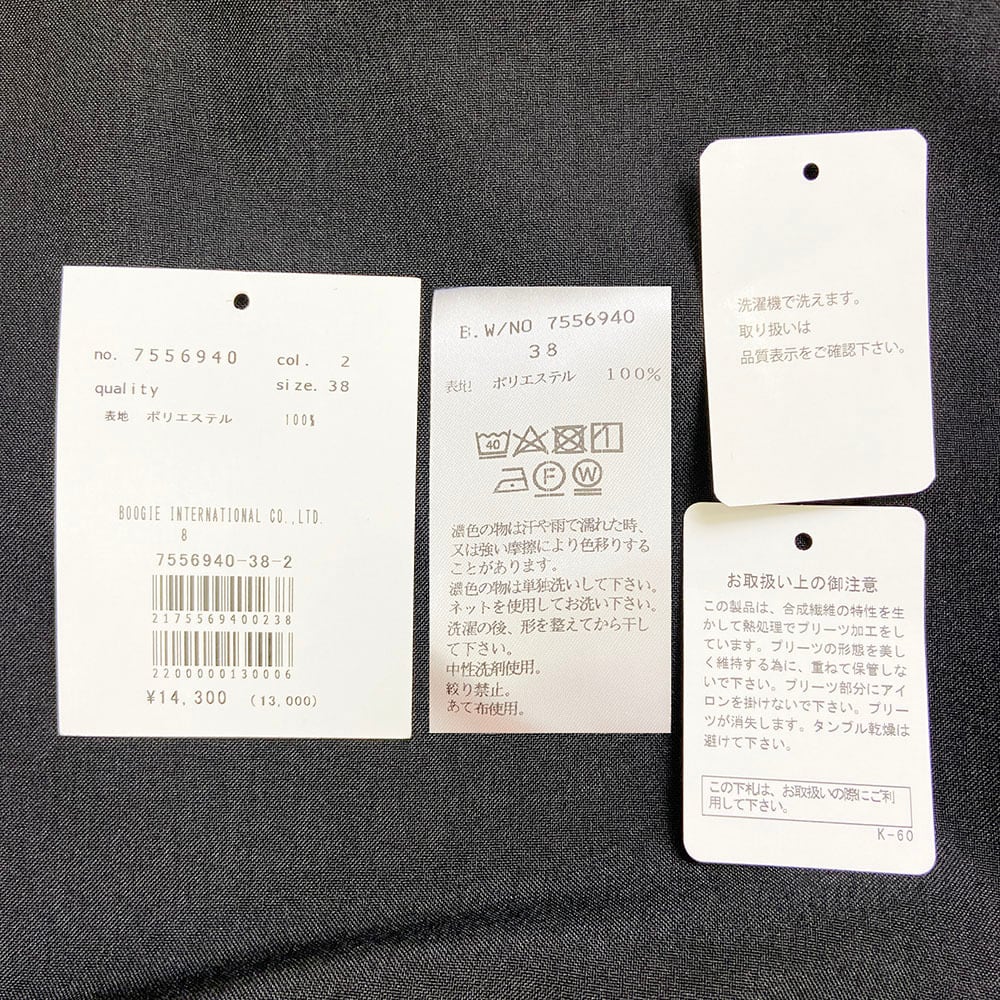 no. 7556940 col. 2
quality size. 38
表地 ポリエステル 100%
BOOGIE INTERNATIONAL CO.,LTD.
8
7556940-38-2
2175569400238
2200000130006
¥14,300 (13,000)
B.W/NO 7556940
38
表地 ポリエステル 100%
40
F W
濃色の物は汗や雨で濡れた時、
又は強い摩擦により色移りする
ことがあります。
濃色の物は単独洗いして下さい。
ネットを使用してお洗い下さい。
洗濯の後、形を整えてから干し
て下さい。
中性洗剤使用。
絞り禁止。
あて布使用。
洗濯機で洗えます。
取り扱いは
品質表示をご確認下さい。
お取扱い上の御注意
この製品は、合成繊維の特性を生
かして熱処理でプリーツ加工をし
ています。プリーツの形態を美し
く維持する為に、重ねて保管しな
いで下さい。プリーツ部分にアイ
ロンを掛けないで下さい。プリー
ツが消失します。タンブル乾燥は
避けて下さい。
この下札は、お取扱いの際にご利
用して下さい。
K-60